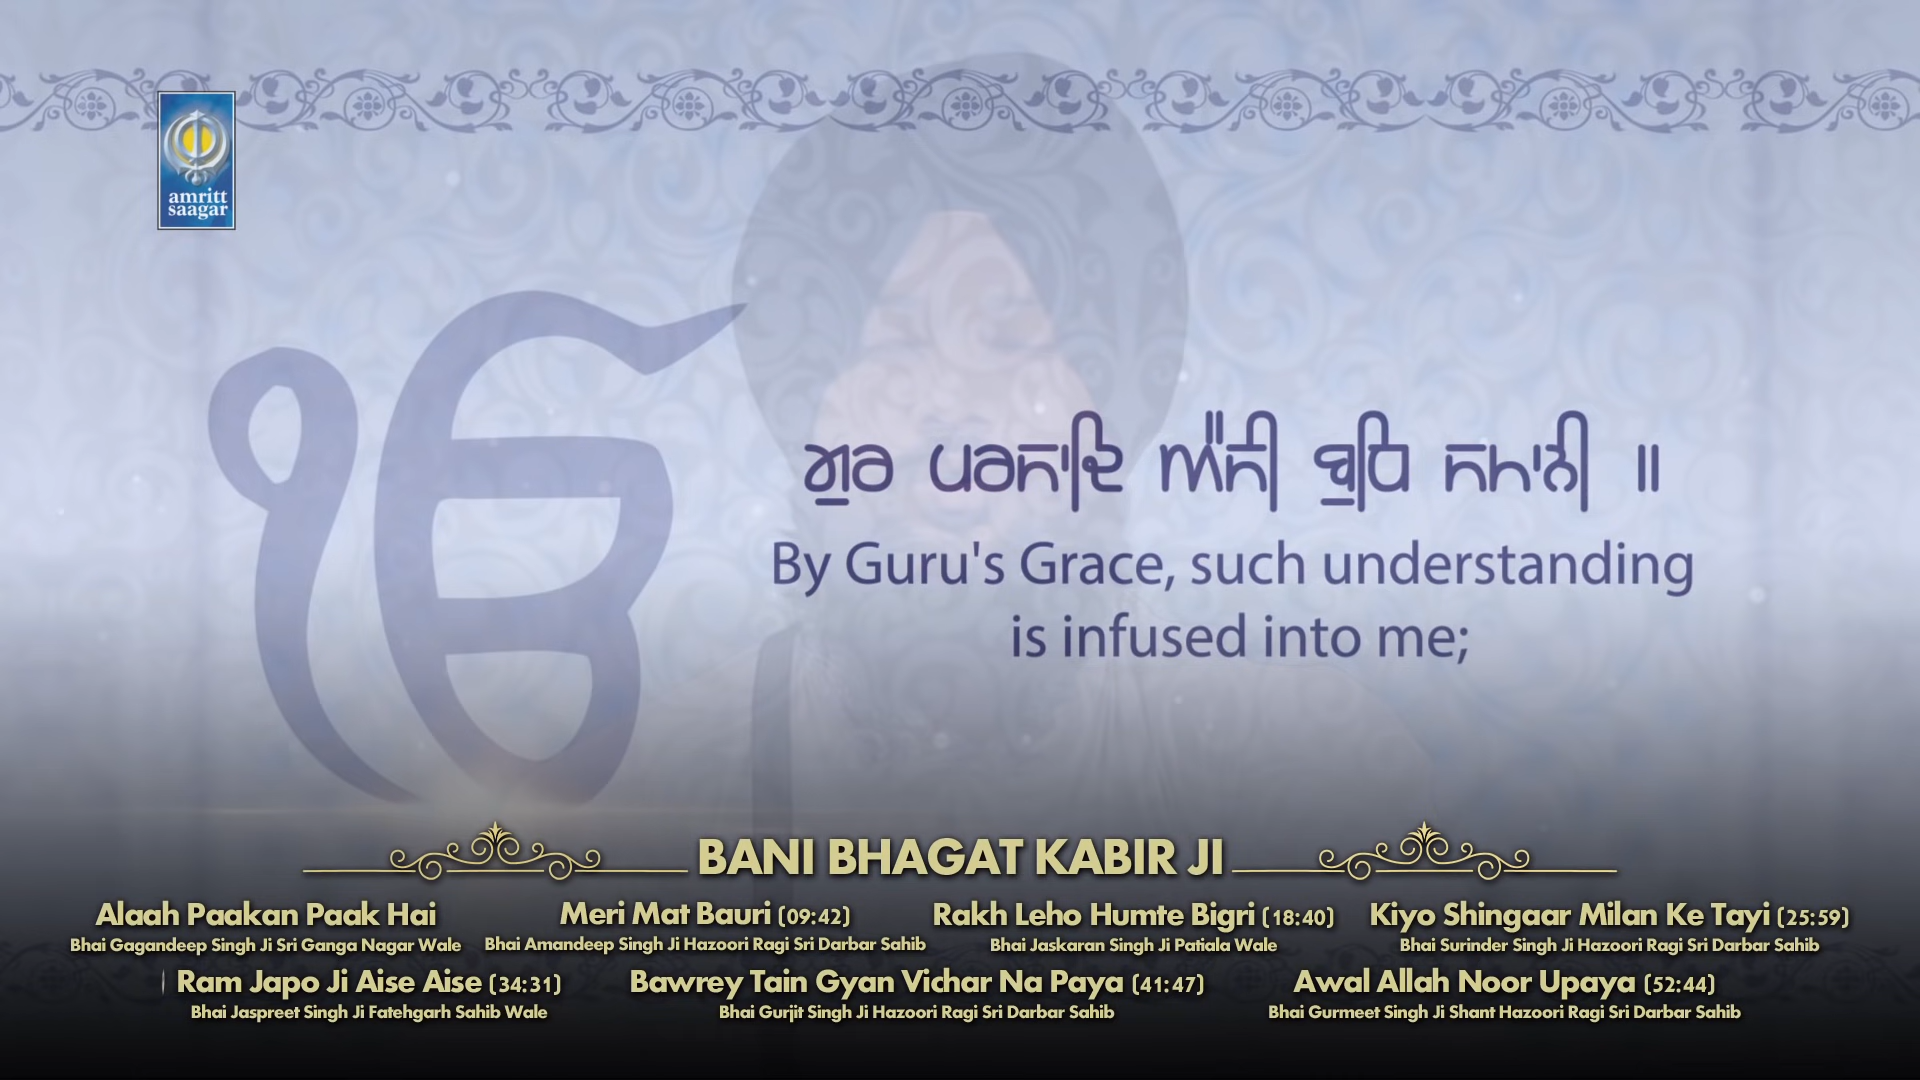 amritt
saagar
ੴ
ਗੁਰ ਪਰਸਾਦਿ ਐਸੀ ਬੁਧਿ ਸਮਾਨੀ ॥
By Guru's Grace, such understanding
is infused into me;
BANI BHAGAT KABIR JI
Alaah Paakan Paak Hai
Bhai Gagandeep Singh Ji Sri Ganga Nagar Wale
Meri Mat Bauri (09:42)
Bhai Amandeep Singh Ji Hazoori Ragi Sri Darbar Sahib
Rakh Leho Humte Bigri (18:40)
Bhai Jaskaran Singh Ji Patiala Wale
Kiyo Shingaar Milan Ke Tayi (25:59)
Bhai Surinder Singh Ji Hazoori Ragi Sri Darbar Sahib
Ram Japo Ji Aise Aise (34:31)
Bhai Jaspreet Singh Ji Fatehgarh Sahib Wale
Bawrey Tain Gyan Vichar Na Paya (41:47)
Bhai Gurjit Singh Ji Hazoori Ragi Sri Darbar Sahib
Awal Allah Noor Upaya (52:44)
Bhai Gurmeet Singh Ji Shant Hazoori Ragi Sri Darbar Sahib